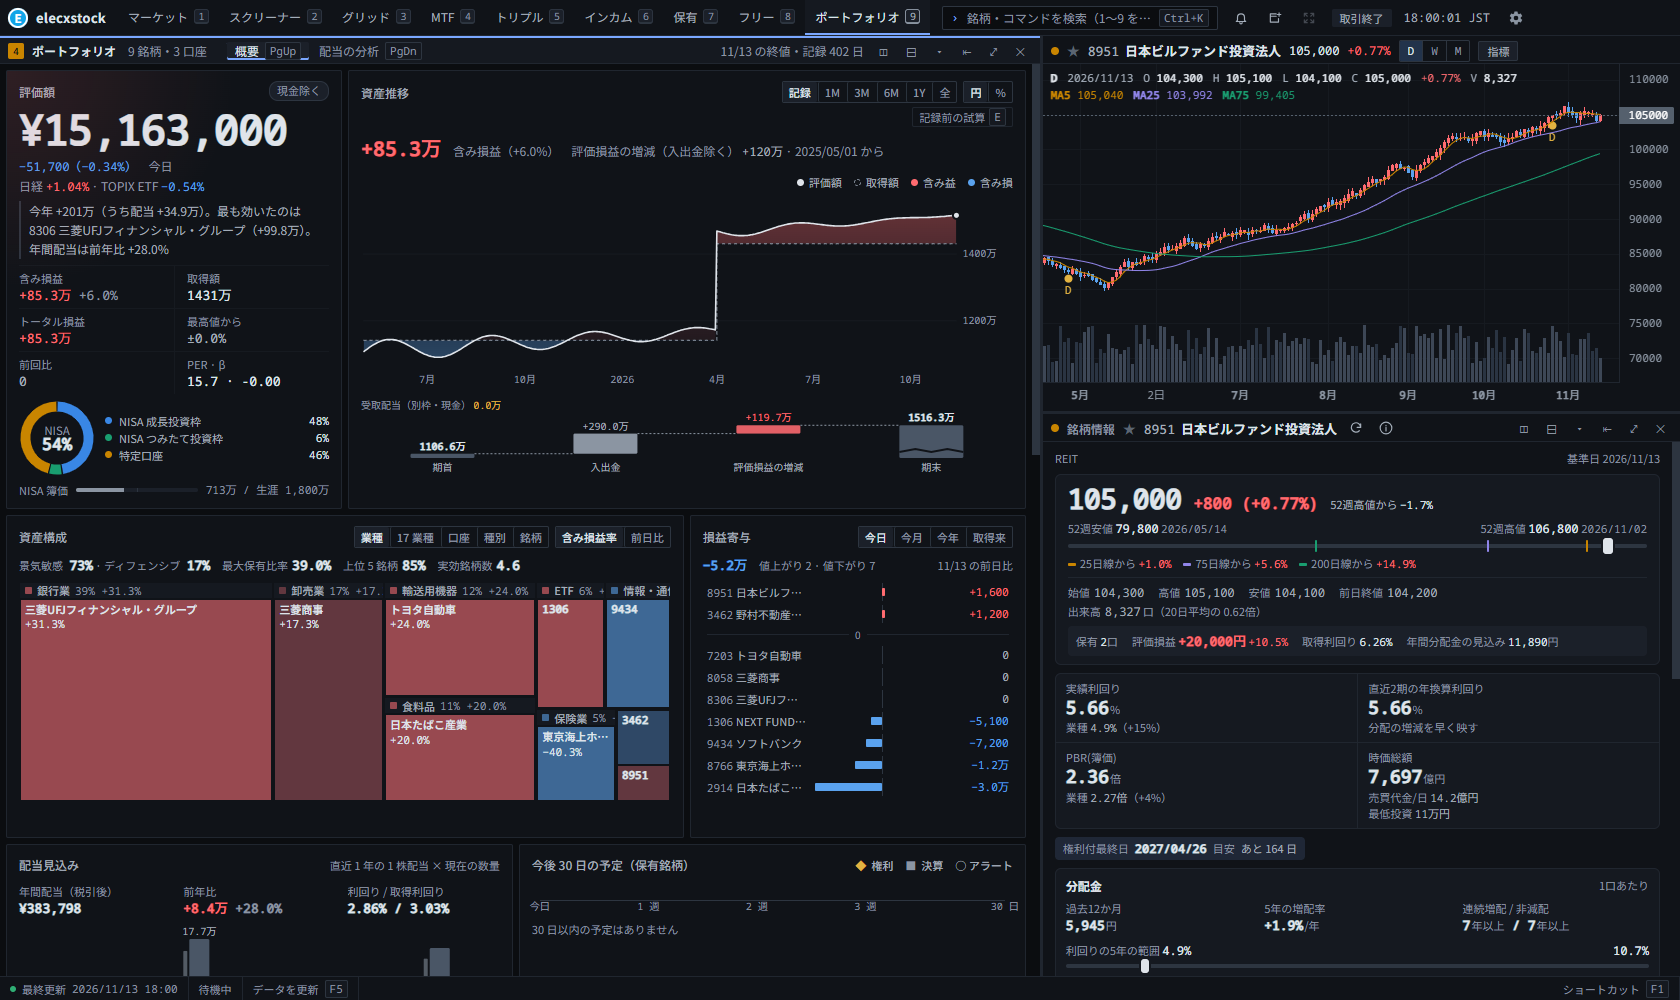 elecxstock マーケット 1 スクリーナー 2 グリッド 3 MTF 4 トリプル 5 インカム 6 保有 7 フリー 8 ポートフォリオ 9 › 銘柄・コマンドを検索（1〜9 を… Ctrl+K 取引終了 18:00:01 JST
4 ポートフォリオ 9 銘柄・3 口座 概要 PgUp 配当の分析 PgDn 11/13 の終値・記録 402 日
評価額 現金除く
¥15,163,000
−51,700 (−0.34%) 今日
日経 +1.04%・TOPIX ETF −0.54%
今年 +201万（うち配当 +34.9万）。最も効いたのは
8306 三菱UFJフィナンシャル・グループ（+99.8万）。
年間配当は前年比 +28.0%
含み損益 取得額
+85.3万 +6.0% 1431万
トータル損益 最高値から
+85.3万 ±0.0%
前回比 PER · β
0 15.7 · -0.00
NISA
54%
NISA 成長投資枠 48%
NISA つみたて投資枠 6%
特定口座 46%
NISA 簿価 713万 / 生涯 1,800万
資産推移 記録 1M 3M 6M 1Y 全 円 %
記録前の試算 E
+85.3万 含み損益（+6.0%） 評価損益の増減（入出金除く） +120万・2025/05/01 から
評価額 取得額 含み益 含み損
1400万
1200万
7月 10月 2026 4月 7月 10月
受取配当（別枠・現金） 0.0万
1106.6万 +290.0万 +119.7万 1516.3万
期首 入出金 評価損益の増減 期末
資産構成 業種 17 業種 口座 種別 銘柄 含み損益率 前日比
景気敏感 73%・ディフェンシブ 17% 最大保有比率 39.0% 上位 5 銘柄 85% 実効銘柄数 4.6
銀行業 39% +31.3% 卸売業 17% +17. 輸送用機器 12% +24.0% ETF 6% 情報・通
三菱UFJフィナンシャル・グループ
+31.3%
三菱商事
+17.3%
トヨタ自動車
+24.0%
1306
9434
食料品 11% +20.0%
日本たばこ産業
+20.0%
保険業 5%
東京海上ホ…
−40.3%
3462
8951
損益寄与 今日 今月 今年 取得来
−5.2万 値上がり 2・値下がり 7 11/13 の前日比
8951 日本ビルフ… +1,600
3462 野村不動産… +1,200
0
7203 トヨタ自動車 0
8058 三菱商事 0
8306 三菱UFJフ… 0
1306 NEXT FUND… −5,100
9434 ソフトバンク −7,200
8766 東京海上ホ… −1.2万
2914 日本たばこ… −3.0万
配当見込み 直近 1 年の 1 株配当 × 現在の数量
年間配当（税引後） 前年比 利回り / 取得利回り
¥383,798 +8.4万 +28.0% 2.86% / 3.03%
17.7万
今後 30 日の予定（保有銘柄） 権利 決算 アラート
今日 1 週 2 週 3 週 30 日
30 日以内の予定はありません
8951 日本ビルファンド投資法人 105,000 +0.77% D W M 指標
D 2026/11/13 O 104,300 H 105,100 L 104,100 C 105,000 +0.77% V 8,327
MA5 105,040 MA25 103,992 MA75 99,405
110000
105000
100000
95000
90000
85000
80000
75000
70000
D
D
5月 2日 7月 8月 9月 10月 11月
銘柄情報 8951 日本ビルファンド投資法人
REIT 基準日 2026/11/13
105,000 +800 (+0.77%) 52週高値から −1.7%
52週安値 79,800 2026/05/14 52週高値 106,800 2026/11/02
25日線から +1.0% 75日線から +5.6% 200日線から +14.9%
始値 104,300 高値 105,100 安値 104,100 前日終値 104,200
出来高 8,327 口（20日平均の 0.62倍）
保有 2口 評価損益 +20,000円 +10.5% 取得利回り 6.26% 年間分配金の見込み 11,890円
実績利回り 直近2期の年換算利回り
5.66% 5.66%
業種 4.9%（+15%） 分配の増減を早く映す
PBR(簿価) 時価総額
2.36倍 7,697億円
業種 2.27倍（+4%） 売買代金/日 14.2億円
最低投資 11万円
権利付最終日 2027/04/26 目安 あと 164 日
分配金 1口あたり
過去12か月 5年の増配率 連続増配 / 非減配
5,945円 +1.9%/年 7年以上 / 7年以上
利回りの5年の範囲 4.9% 10.7%
最終更新 2026/11/13 18:00 待機中 データを更新 F5 ショートカット F1